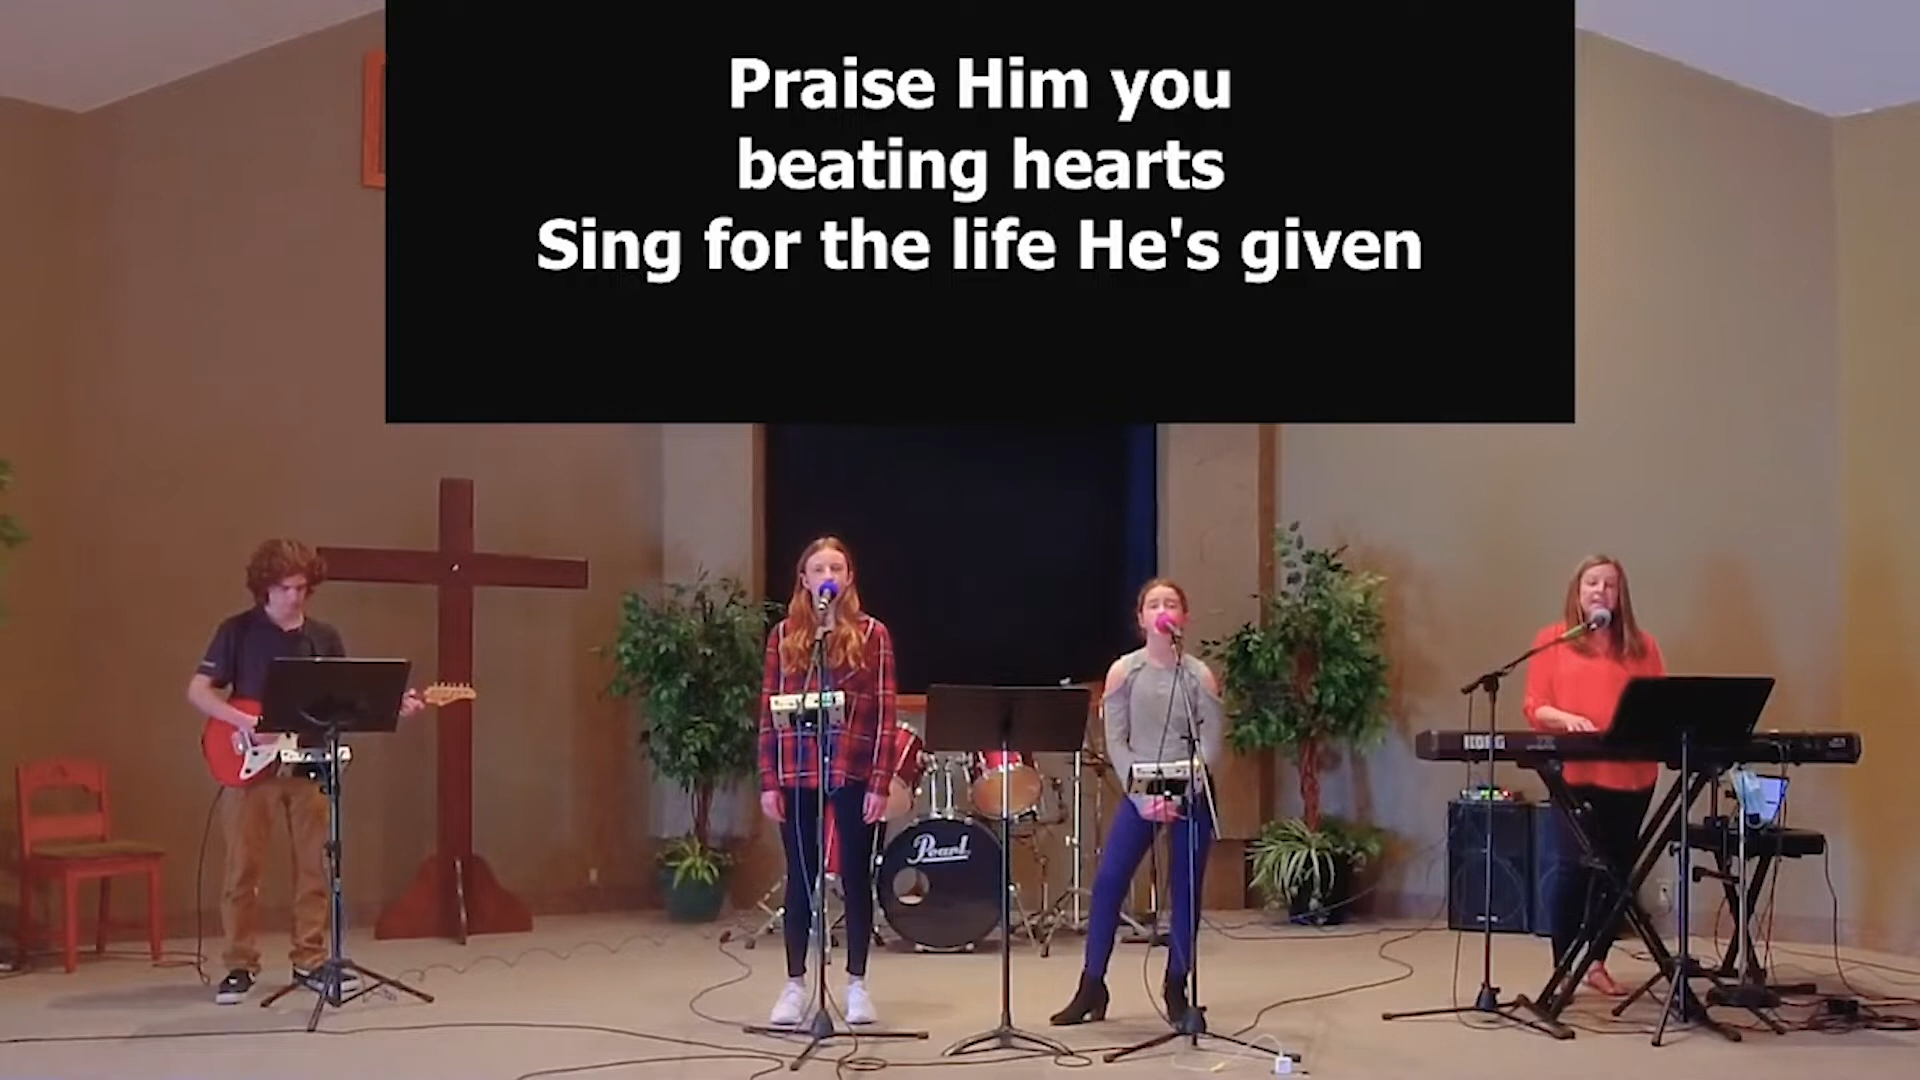 Praise Him you
beating hearts
Sing for the life He's given
Pearl
KORG